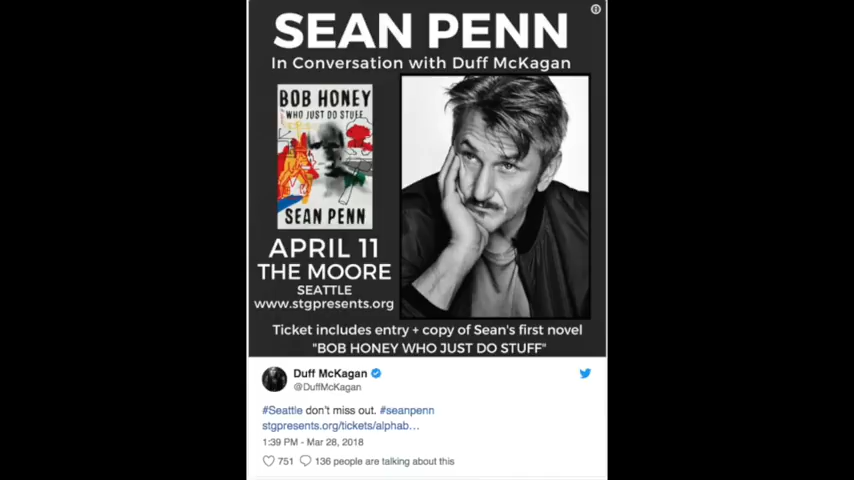 SEAN PENN
In Conversation with Duff McKagan
BOB HONEY
WHO JUST DO STUFF
SEAN PENN
APRIL 11
THE MOORE
SEATTLE
www.stgpresents.org
Ticket includes entry + copy of Sean's first novel
"BOB HONEY WHO JUST DO STUFF"
Duff McKagan
@DuffMcKagan
#Seattle don't miss out. #seanpenn
stgpresents.org/tickets/alphab...
1:39 PM - Mar 28, 2018
751 136 people are talking about this